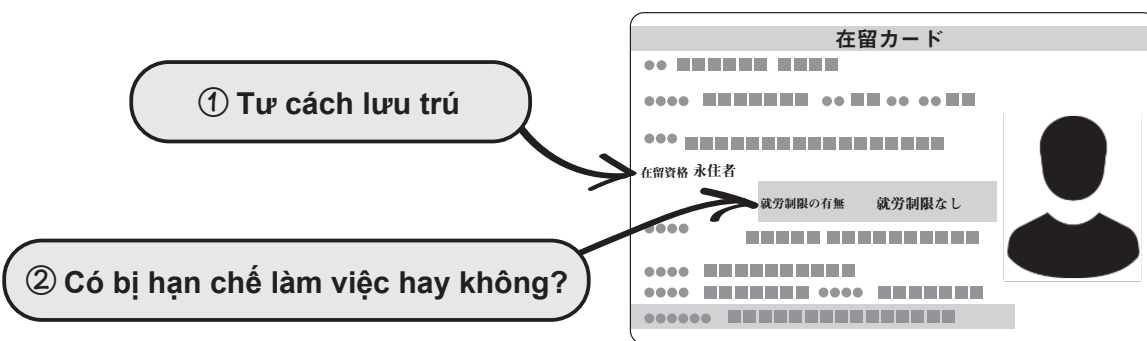 在留カード
① Tư cách lưu trú
在留資格 永住者
就労制限の有無 就労制限なし
② Có bị hạn chế làm việc hay không?